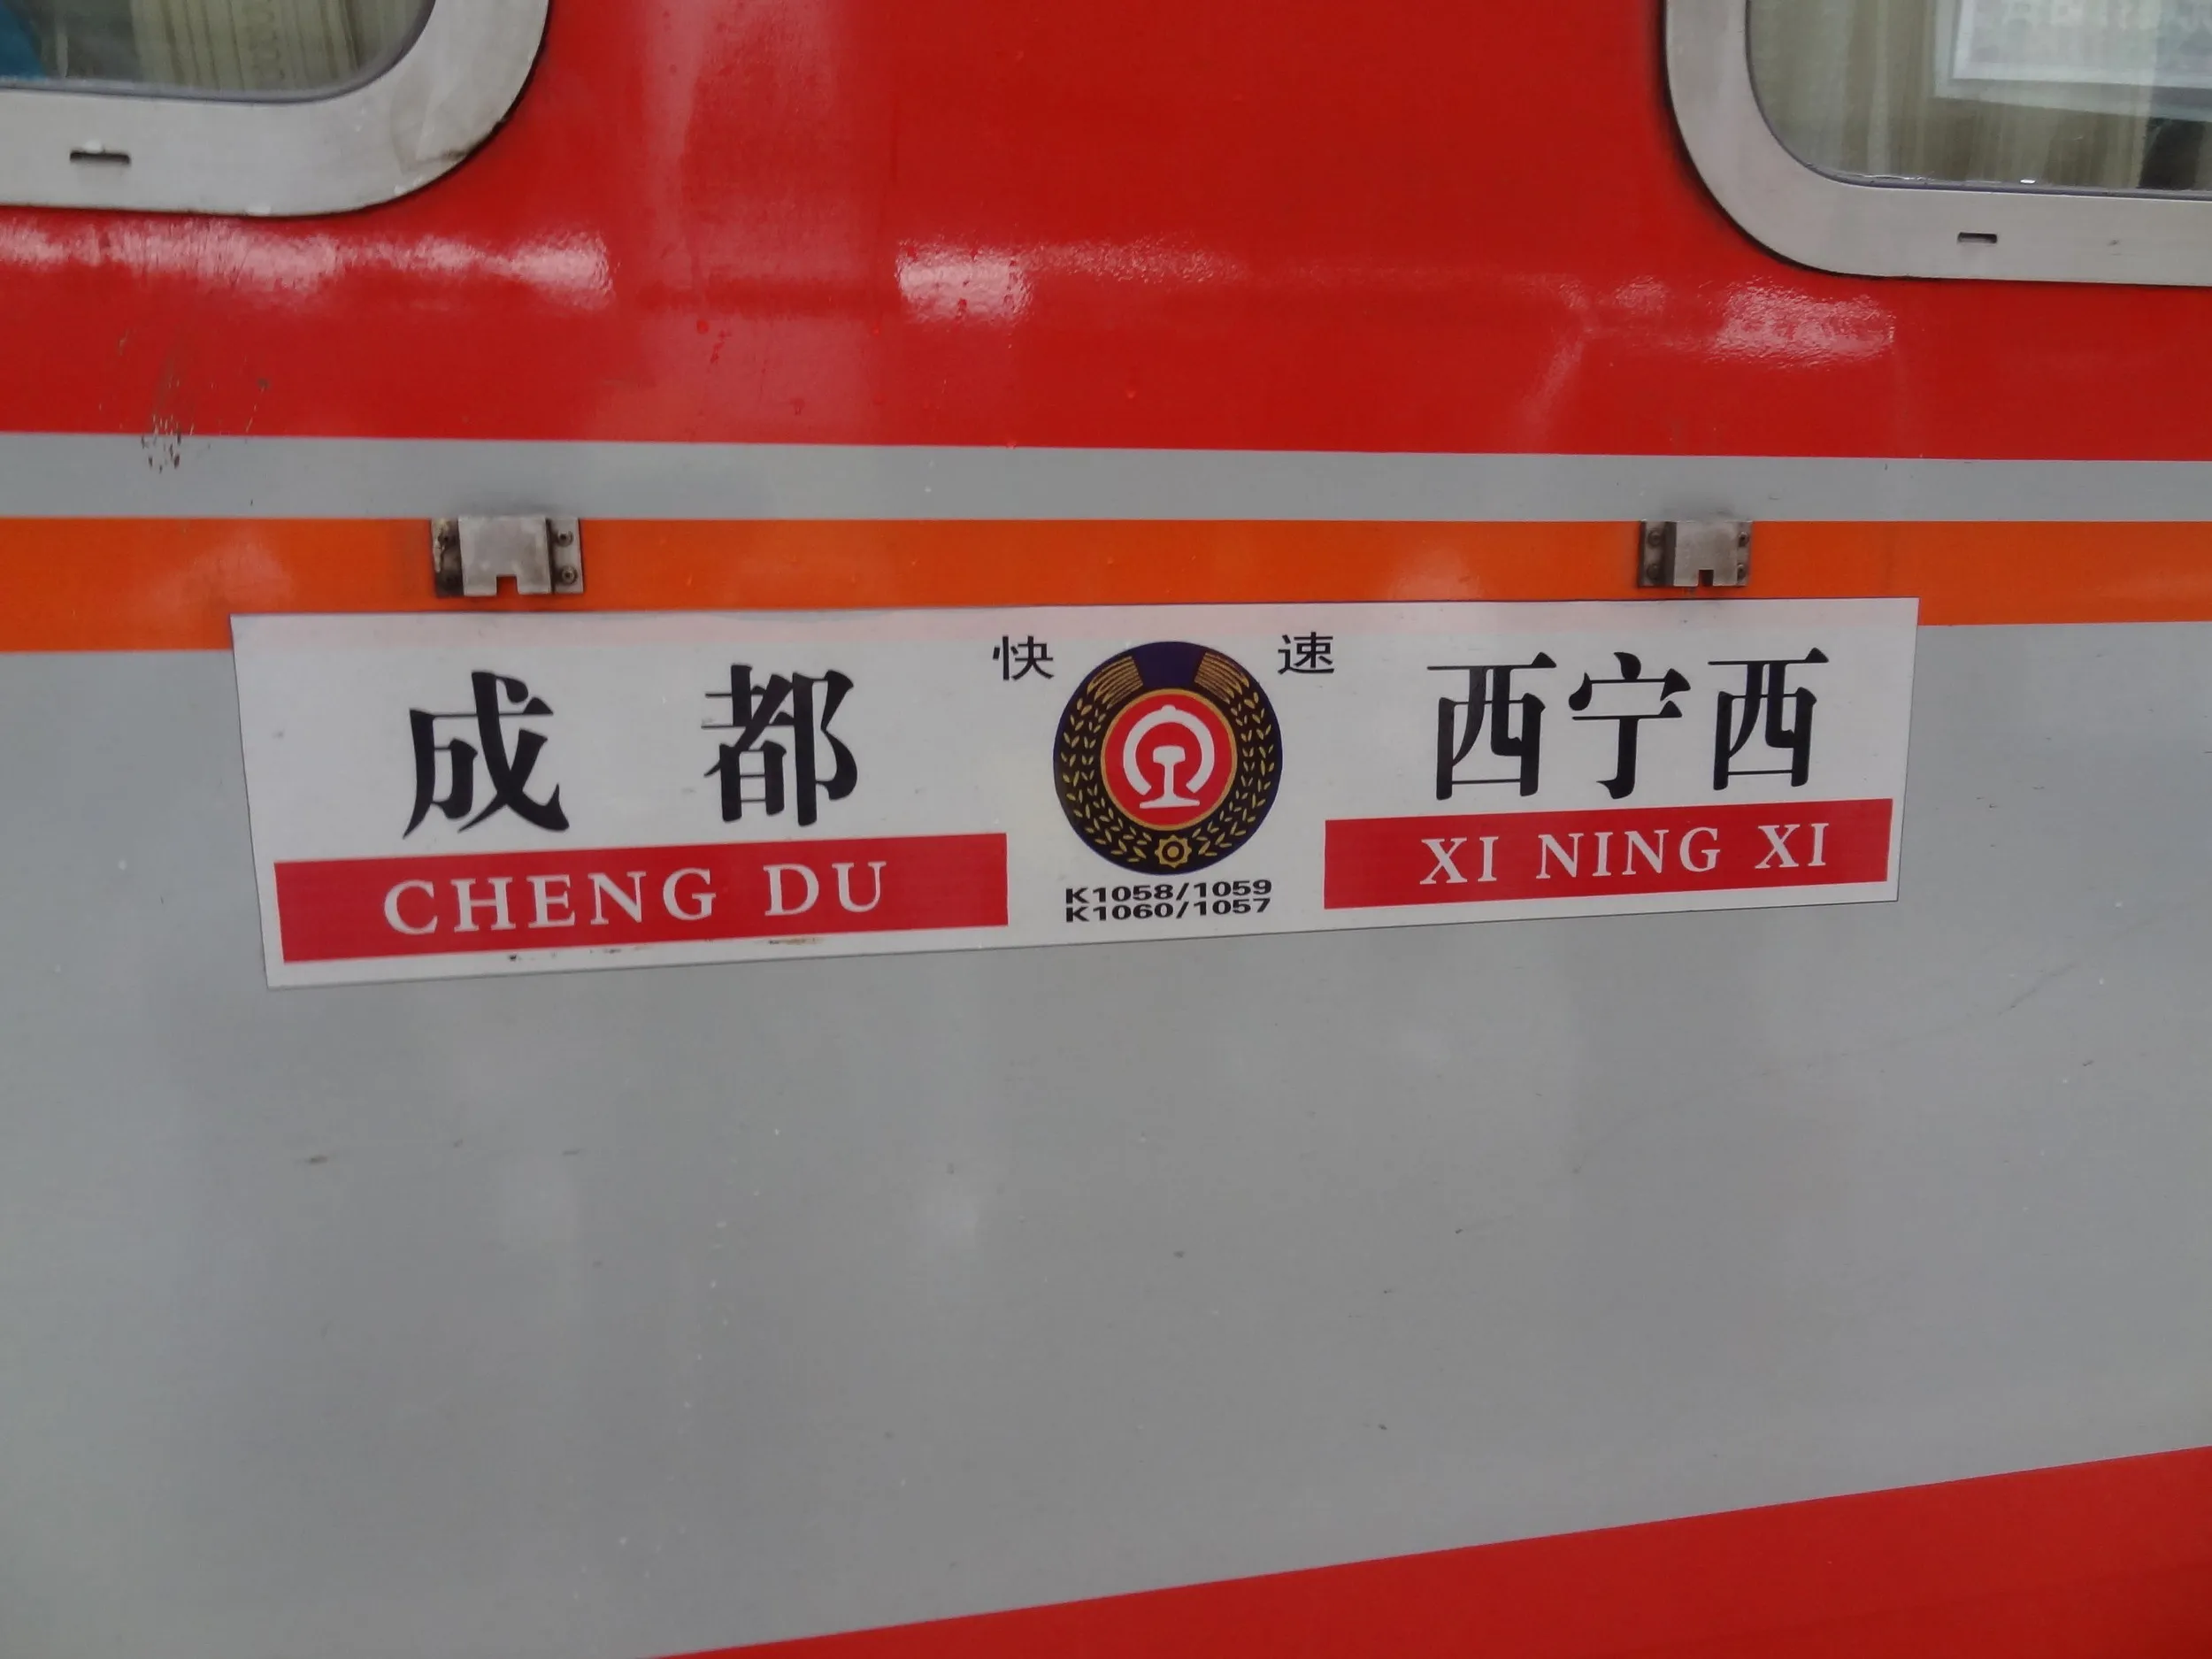 成都
快速
西宁西
CHENG DU
XI NING XI
K1058/1059
K1060/1057